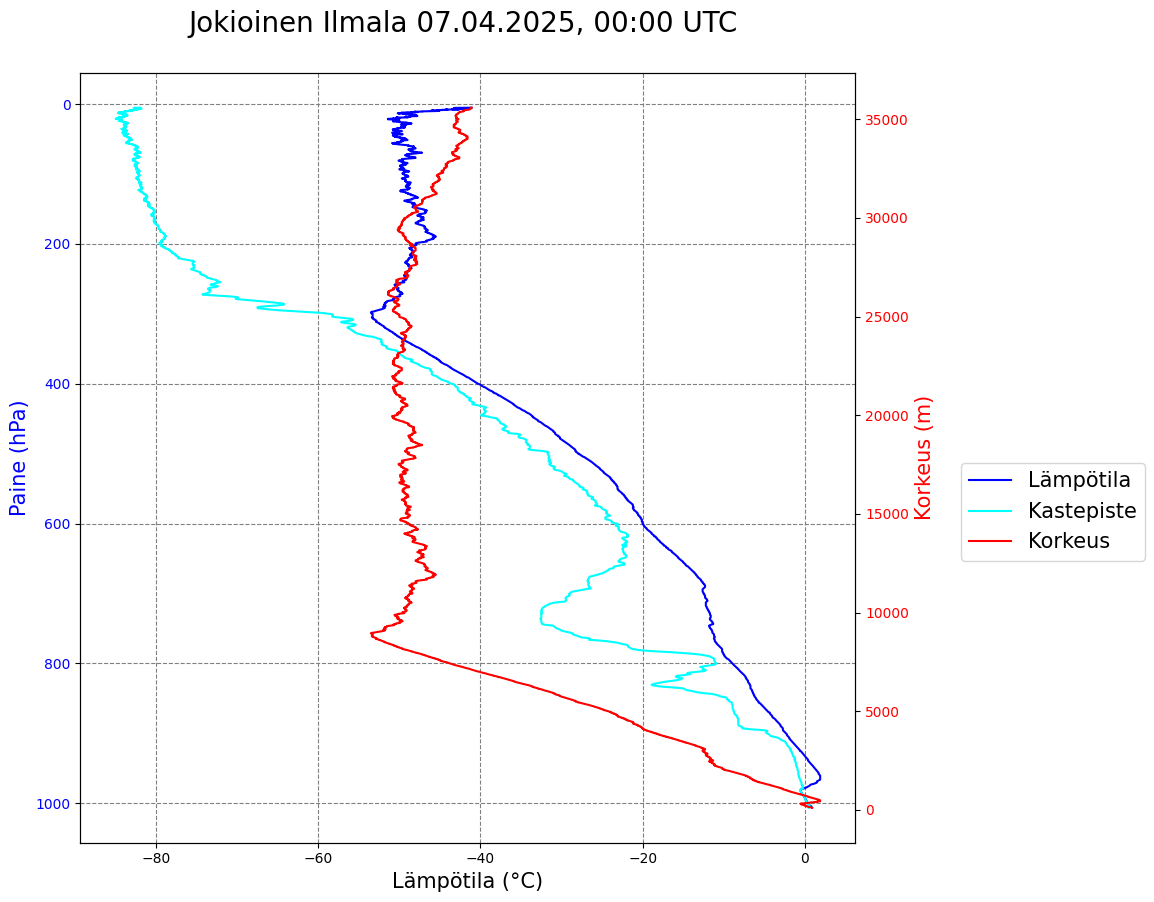 Jokioinen Ilmala 07.04.2025, 00:00 UTC
0
200
400
600
800
1000
Paine (hPa)
35000
30000
25000
20000
15000
10000
5000
0
Korkeus (m)
Lämpötila
Kastepiste
Korkeus
−80
−60
−40
−20
0
Lämpötila (°C)